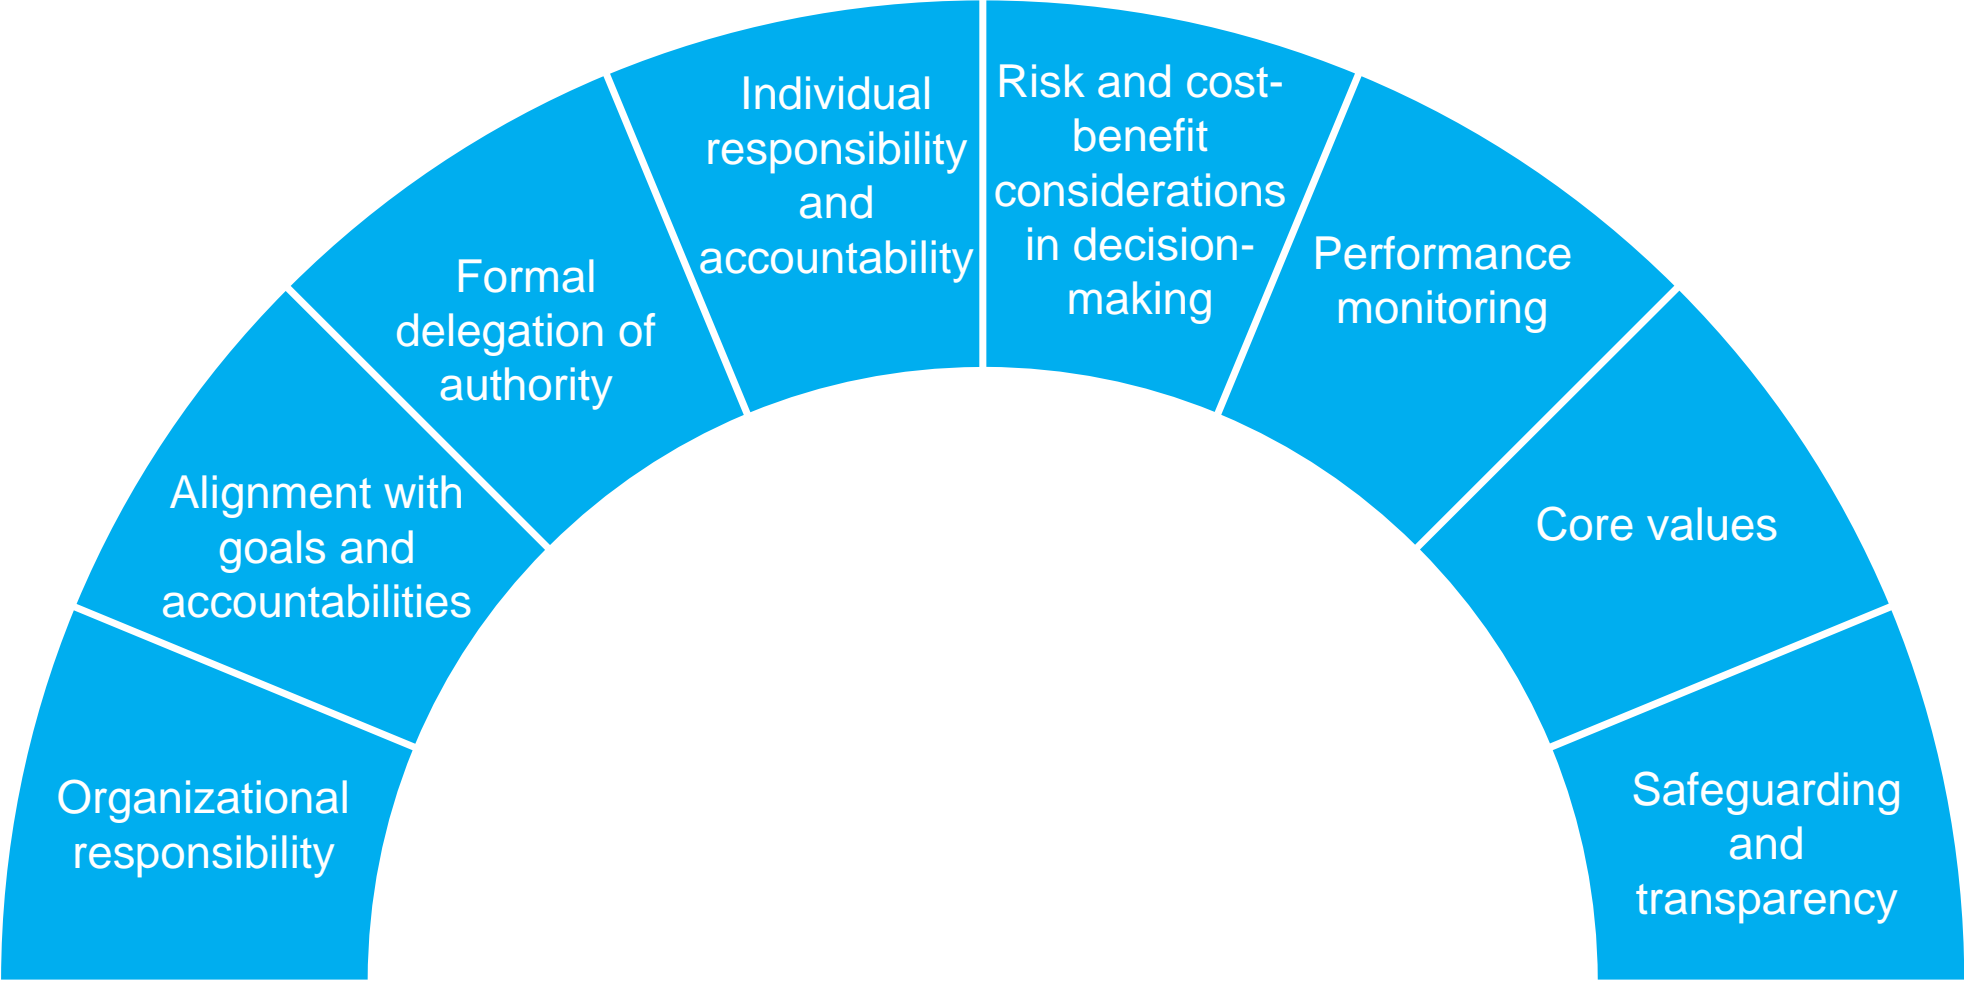 Organizational
responsibility
Alignment with
goals and
accountabilities
Formal
delegation of
authority
Individual
responsibility
and
accountability
Risk and cost-
benefit
considerations
in decision-
making
Performance
monitoring
Core values
Safeguarding
and
transparency